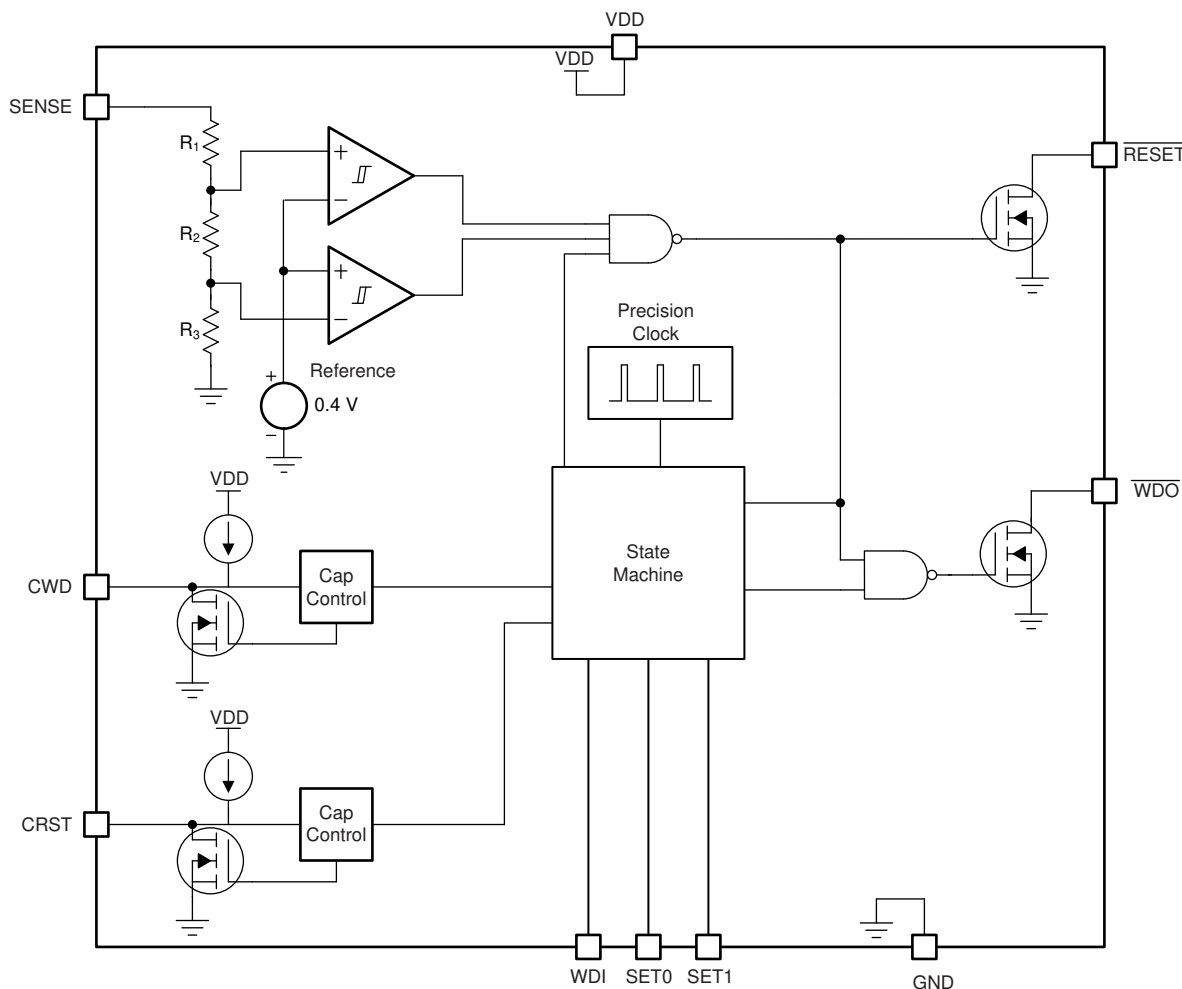 VDD
VDD
SENSE
R1
+
−
RESET
R2
+
−
R3
Precision
Clock
+
Reference
0.4 V
−
VDD
WDO
CWD
Cap
Control
State
Machine
VDD
CRST
Cap
Control
WDI
SET0
SET1
GND